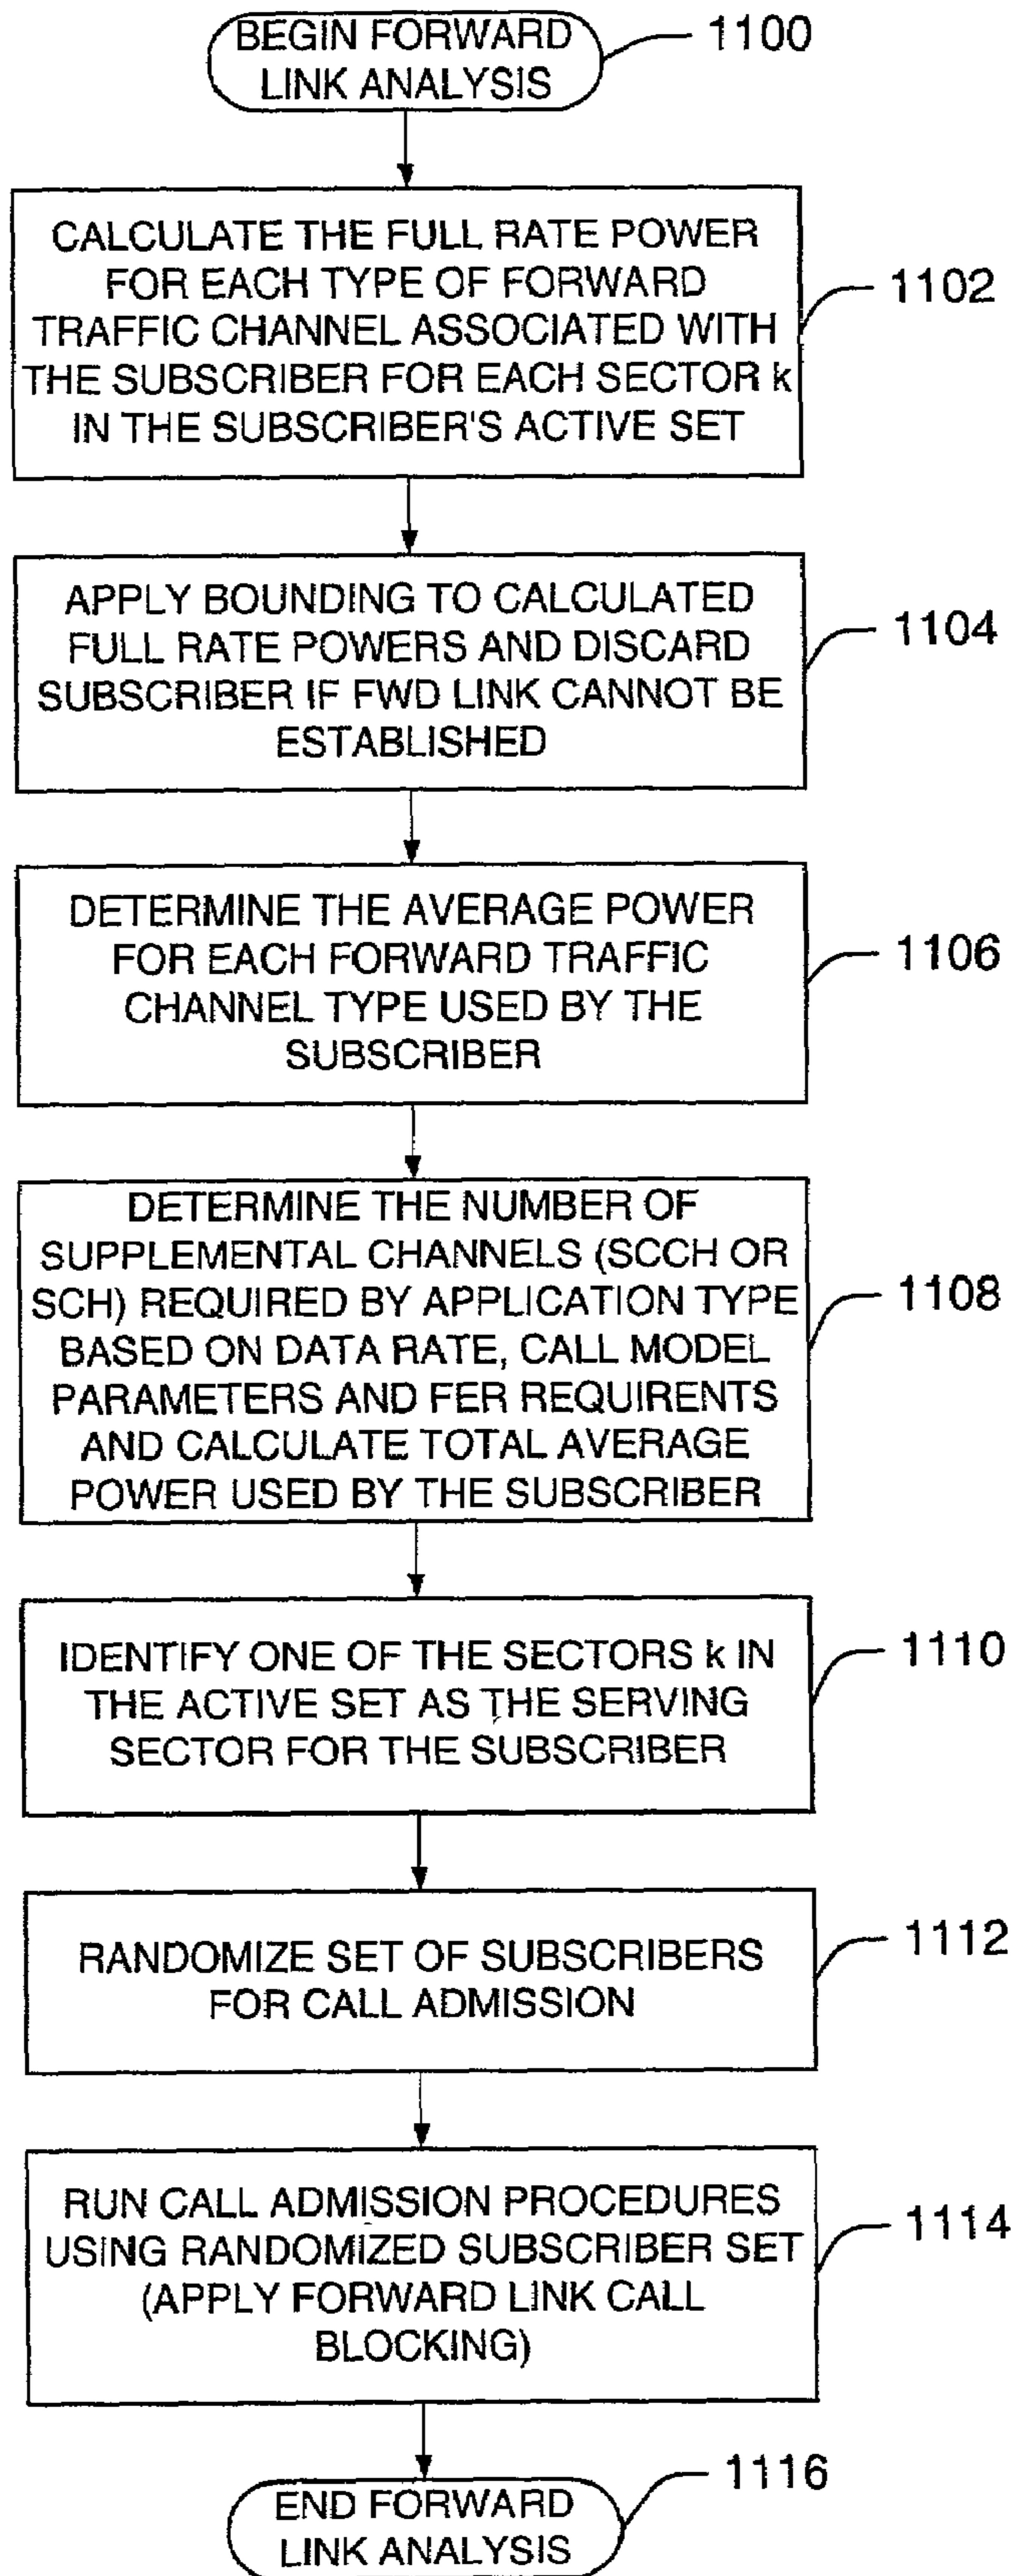 BEGIN FORWARD
LINK ANALYSIS
1100
CALCULATE THE FULL RATE POWER
FOR EACH TYPE OF FORWARD
TRAFFIC CHANNEL ASSOCIATED WITH
THE SUBSCRIBER FOR EACH SECTOR k
IN THE SUBSCRIBER'S ACTIVE SET
1102
APPLY BOUNDING TO CALCULATED
FULL RATE POWERS AND DISCARD
SUBSCRIBER IF FWD LINK CANNOT BE
ESTABLISHED
1104
DETERMINE THE AVERAGE POWER
FOR EACH FORWARD TRAFFIC
CHANNEL TYPE USED BY THE
SUBSCRIBER
1106
DETERMINE THE NUMBER OF
SUPPLEMENTAL CHANNELS (SCCH OR
SCH) REQUIRED BY APPLICATION TYPE
BASED ON DATA RATE, CALL MODEL
PARAMETERS AND FER REQUIRENTS
AND CALCULATE TOTAL AVERAGE
POWER USED BY THE SUBSCRIBER
1108
IDENTIFY ONE OF THE SECTORS k IN
THE ACTIVE SET AS THE SERVING
SECTOR FOR THE SUBSCRIBER
1110
RANDOMIZE SET OF SUBSCRIBERS
FOR CALL ADMISSION
1112
RUN CALL ADMISSION PROCEDURES
USING RANDOMIZED SUBSCRIBER SET
(APPLY FORWARD LINK CALL
BLOCKING)
1114
END FORWARD
LINK ANALYSIS
1116